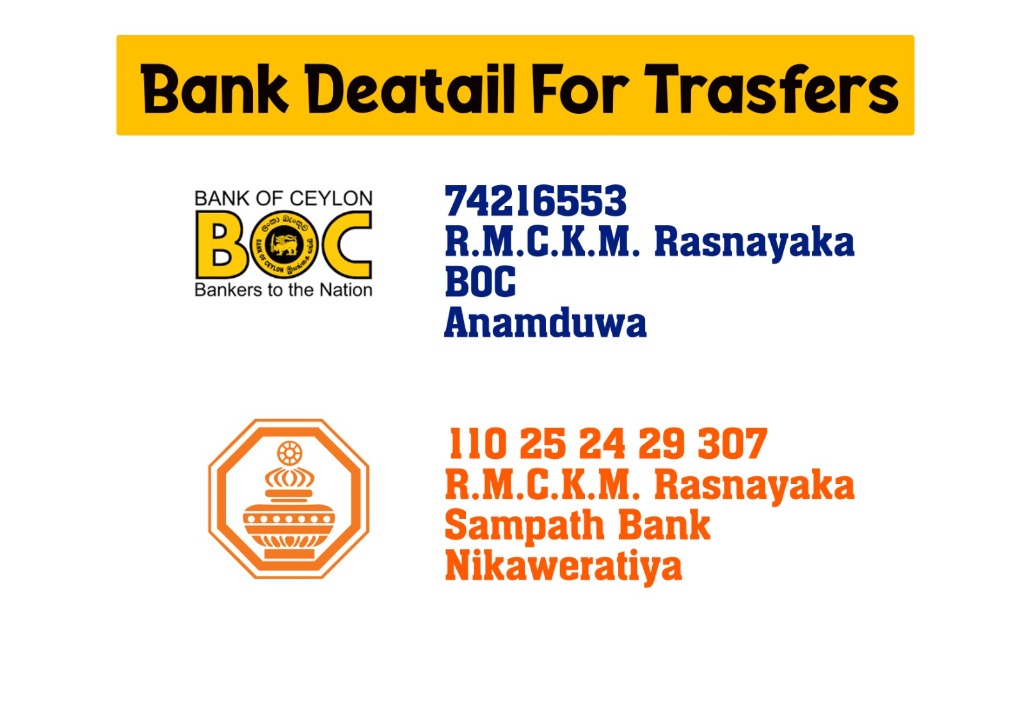 Bank Deatail For Trasfers
BANK OF CEYLON
BOC
Bankers to the Nation
74216553
R.M.C.K.M. Rasnayaka
BOC
Anamduwa
110 25 24 29 307
R.M.C.K.M. Rasnayaka
Sampath Bank
Nikaweratiya